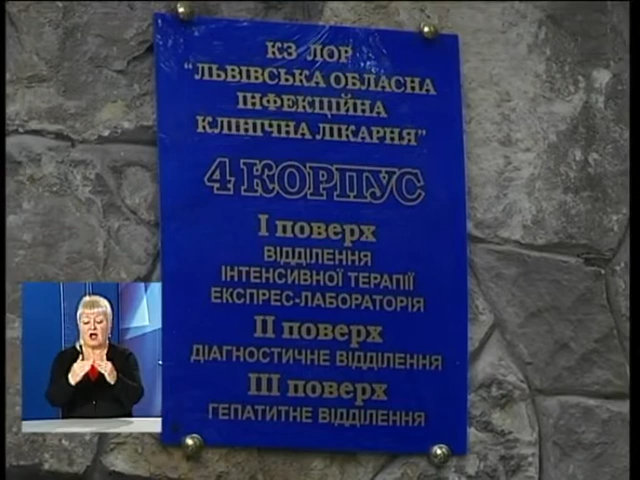 КЗ ЛОР
"ЛЬВІВСЬКА ОБЛАСНА
ІНФЕКЦІЙНА
КЛІНІЧНА ЛІКАРНЯ"
4 КОРПУС
І поверх
ВІДДІЛЕННЯ
ІНТЕНСИВНОЇ ТЕРАПІЇ
ЕКСПРЕС-ЛАБОРАТОРІЯ
ІІ поверх
ДІАГНОСТИЧНЕ ВІДДІЛЕННЯ
ІІІ поверх
ГЕПАТИТНЕ ВІДДІЛЕННЯ